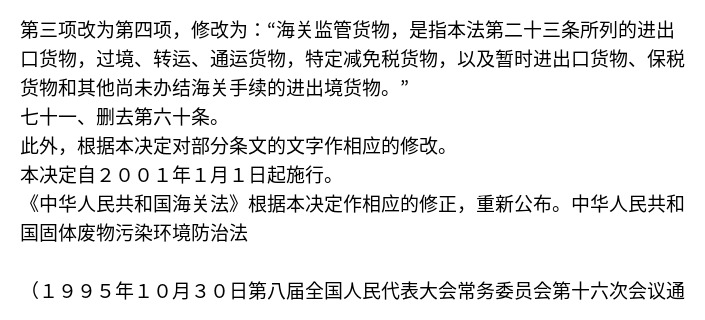 第三项改为第四项，修改为：“海关监管货物，是指本法第二十三条所列的进出
口货物，过境、转运、通运货物，特定减免税货物，以及暂时进出口货物、保税
货物和其他尚未办结海关手续的进出境货物。”
七十一、删去第六十条。
此外，根据本决定对部分条文的文字作相应的修改。
本决定自２００１年１月１日起施行。
《中华人民共和国海关法》根据本决定作相应的修正，重新公布。中华人民共和
国固体废物污染环境防治法
（１９９５年１０月３０日第八届全国人民代表大会常务委员会第十六次会议通